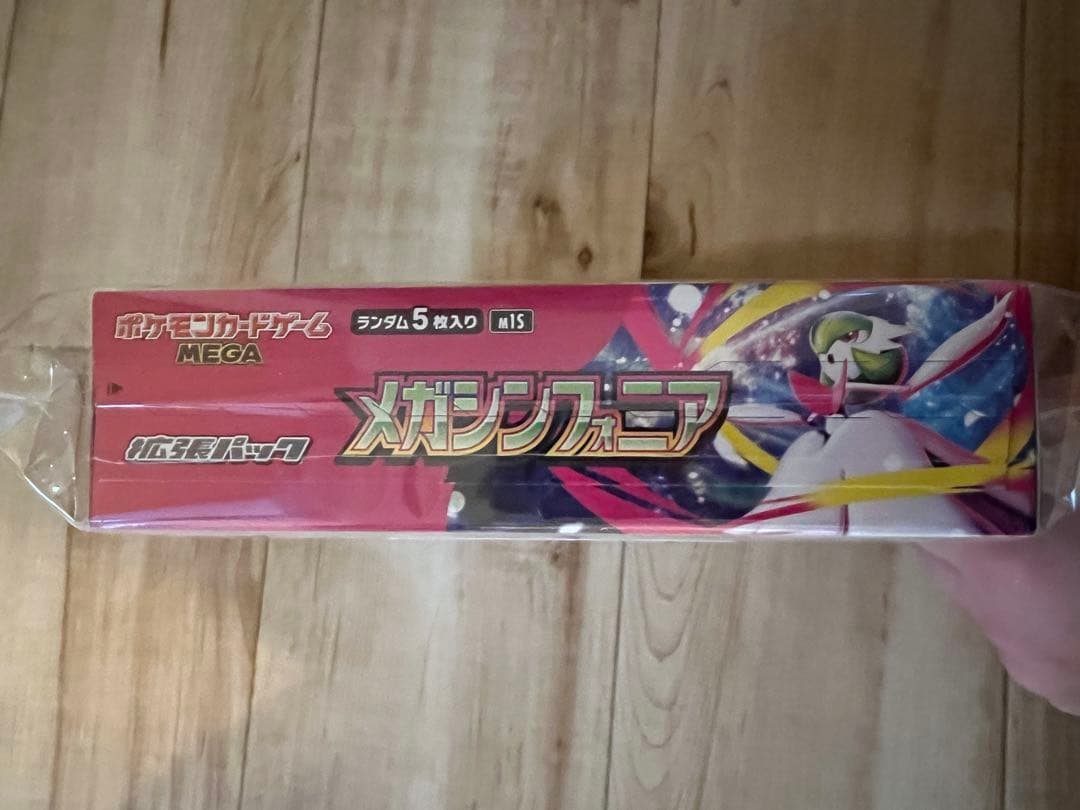 ポケモンカードゲーム
MEGA
ランダム5枚入り M1S
メガシンフォニア
拡張パック